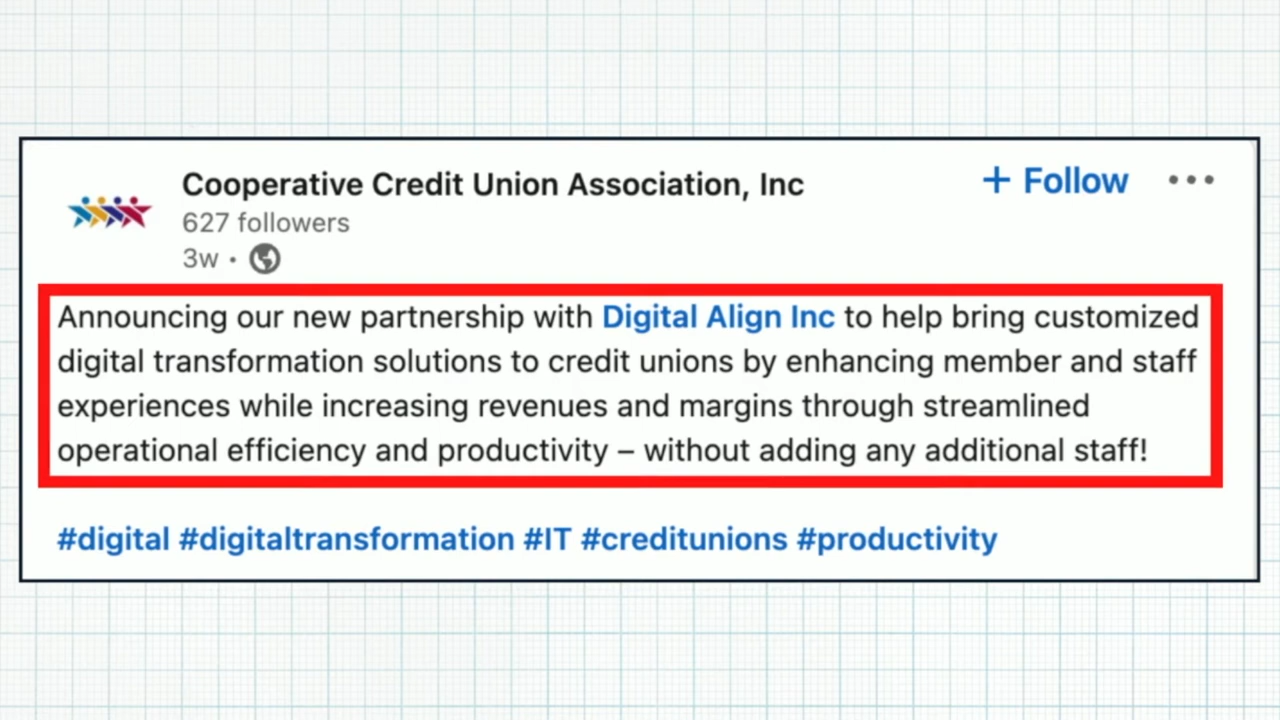 Cooperative Credit Union Association, Inc
+ Follow
627 followers
3w •
Announcing our new partnership with Digital Align Inc to help bring customized
digital transformation solutions to credit unions by enhancing member and staff
experiences while increasing revenues and margins through streamlined
operational efficiency and productivity – without adding any additional staff!
#digital #digitaltransformation #IT #creditunions #productivity